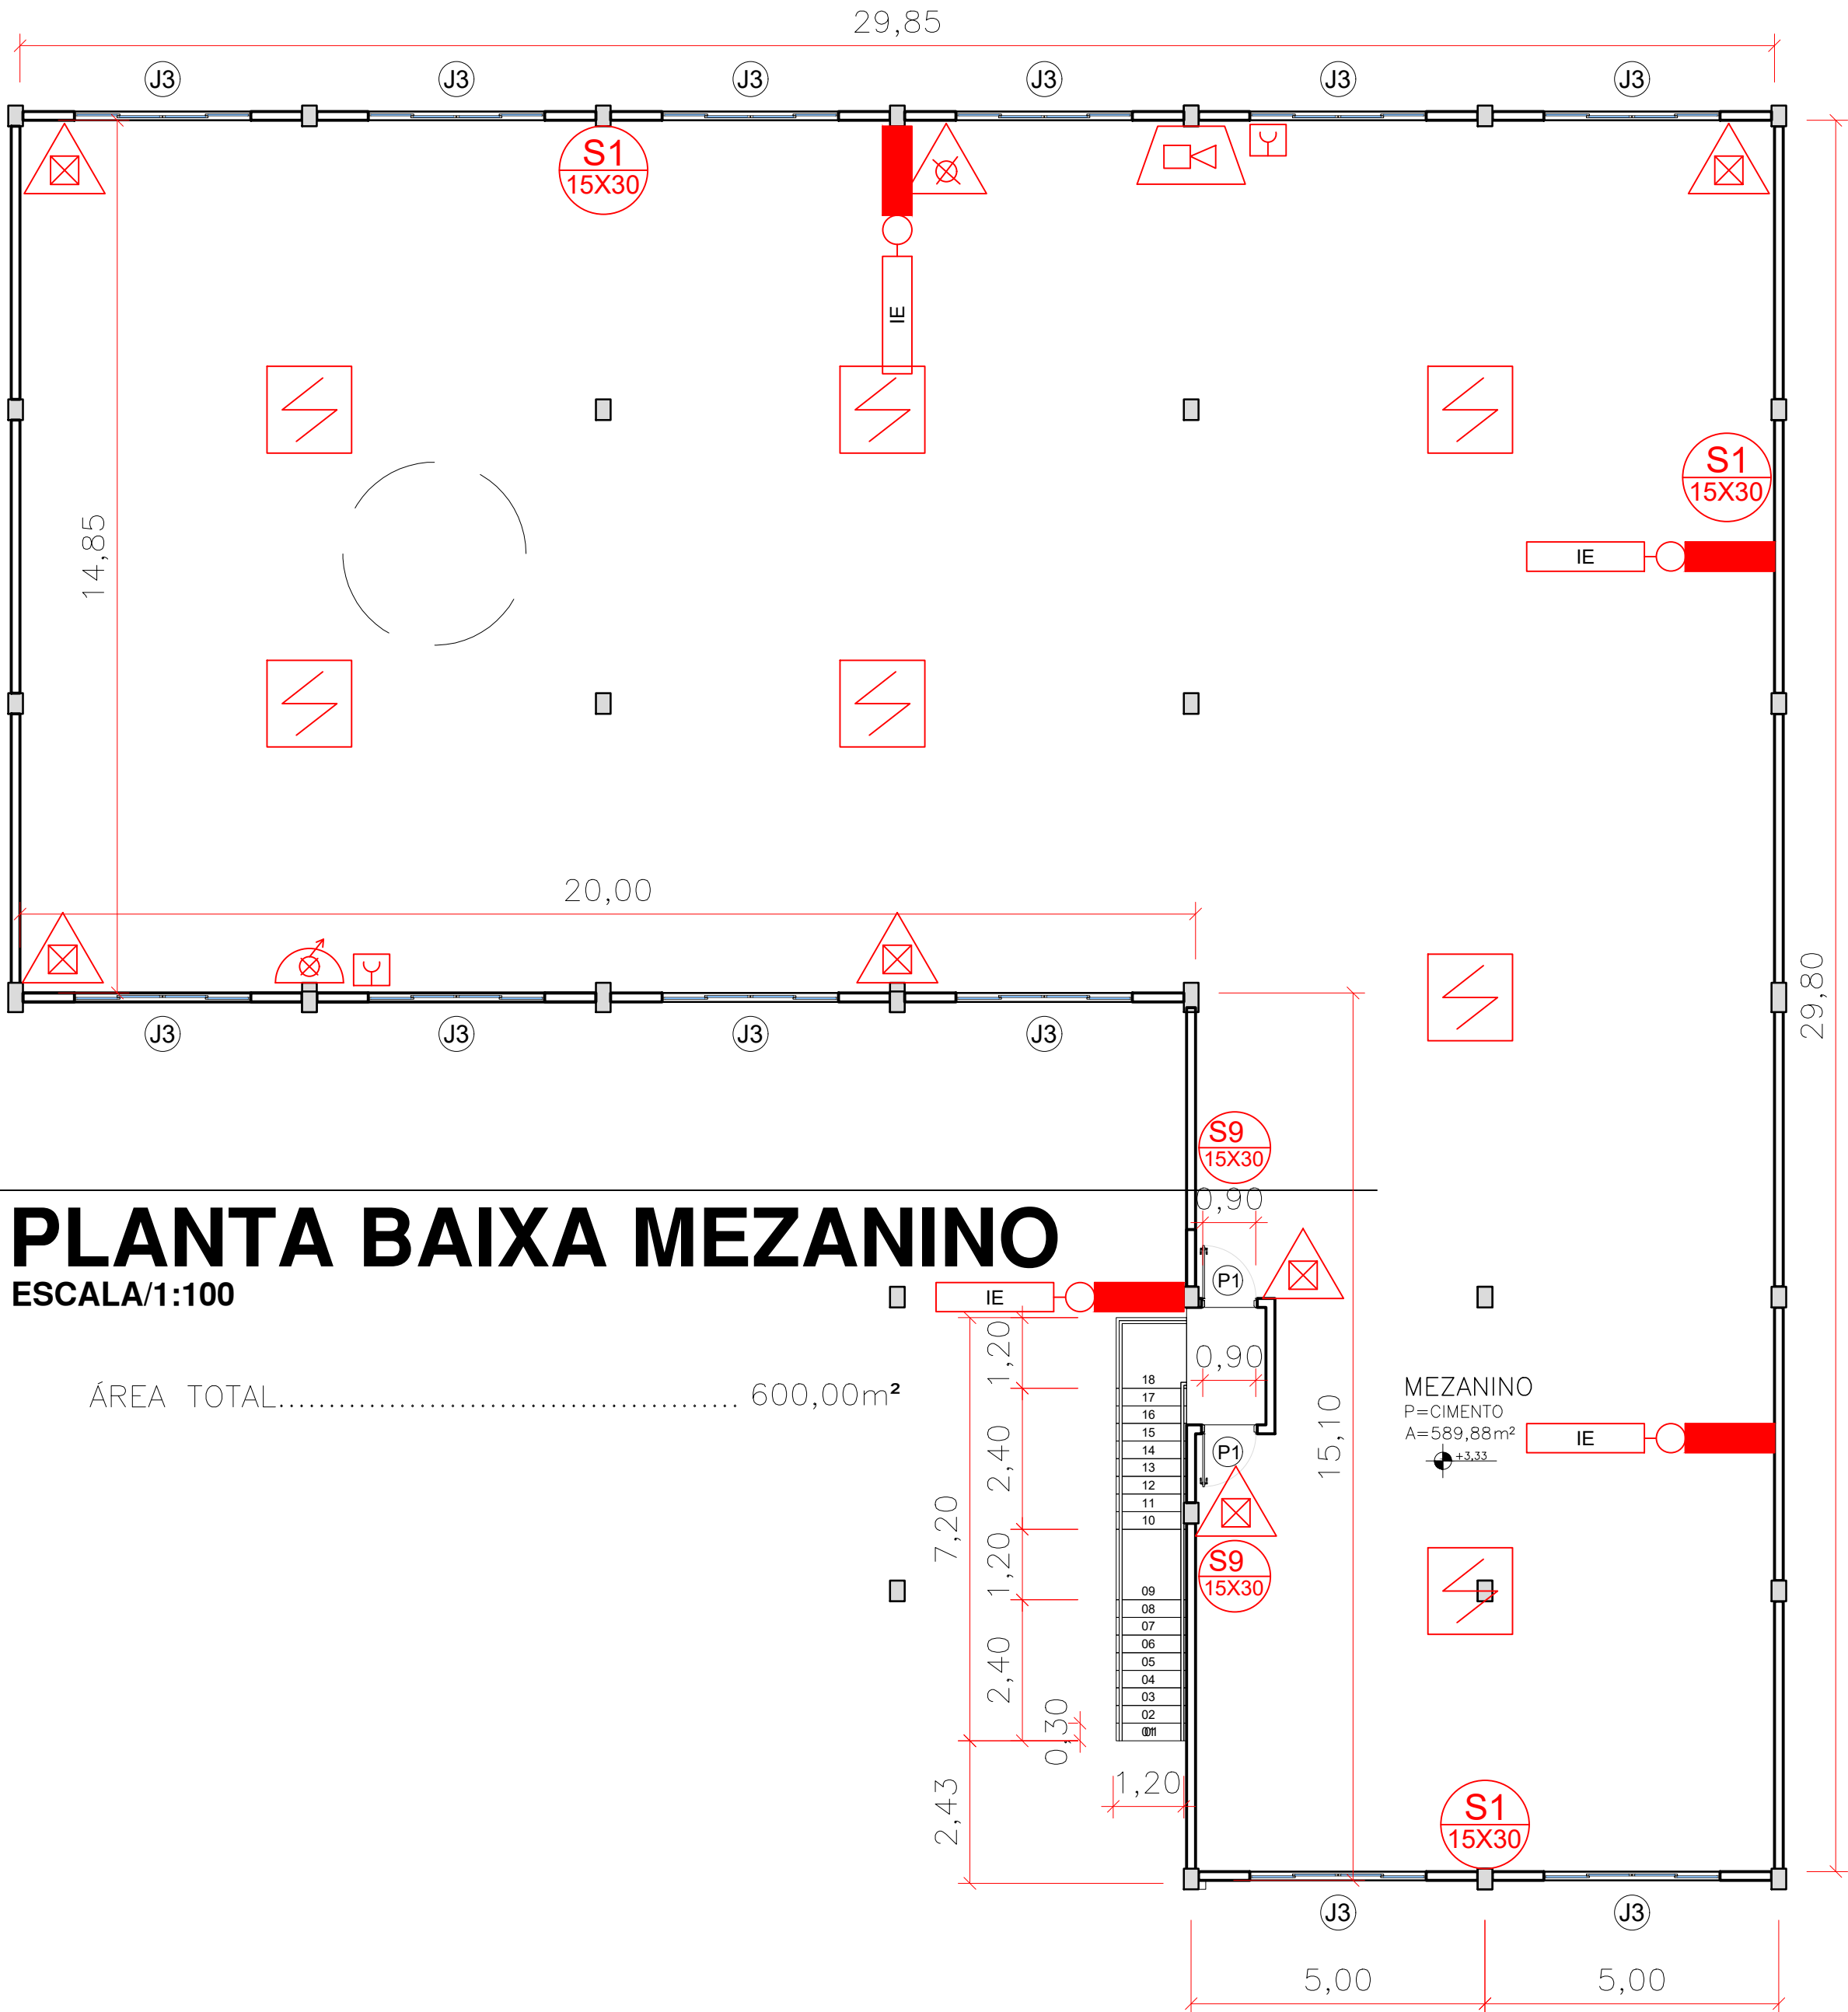 29,85
J3
J3
J3
J3
J3
J3
S1
15X30
IE
S1
15X30
IE
14,85
20,00
29,80
J3
J3
J3
J3
S9
15X30
0,90
PLANTA BAIXA MEZANINO
ESCALA/1:100
P1
IE
ÁREA TOTAL.............................................. 600,00m²
1,20
0,90
18
17
16
15
14
13
12
11
10
09
08
07
06
05
04
03
02
2,40
7,20
1,20
2,40
0,30
2,43
1,20
P1
S9
15X30
15,10
MEZANINO
P=CIMENTO
A=589,88m²
+3,33
IE
S1
15X30
J3
J3
5,00
5,00